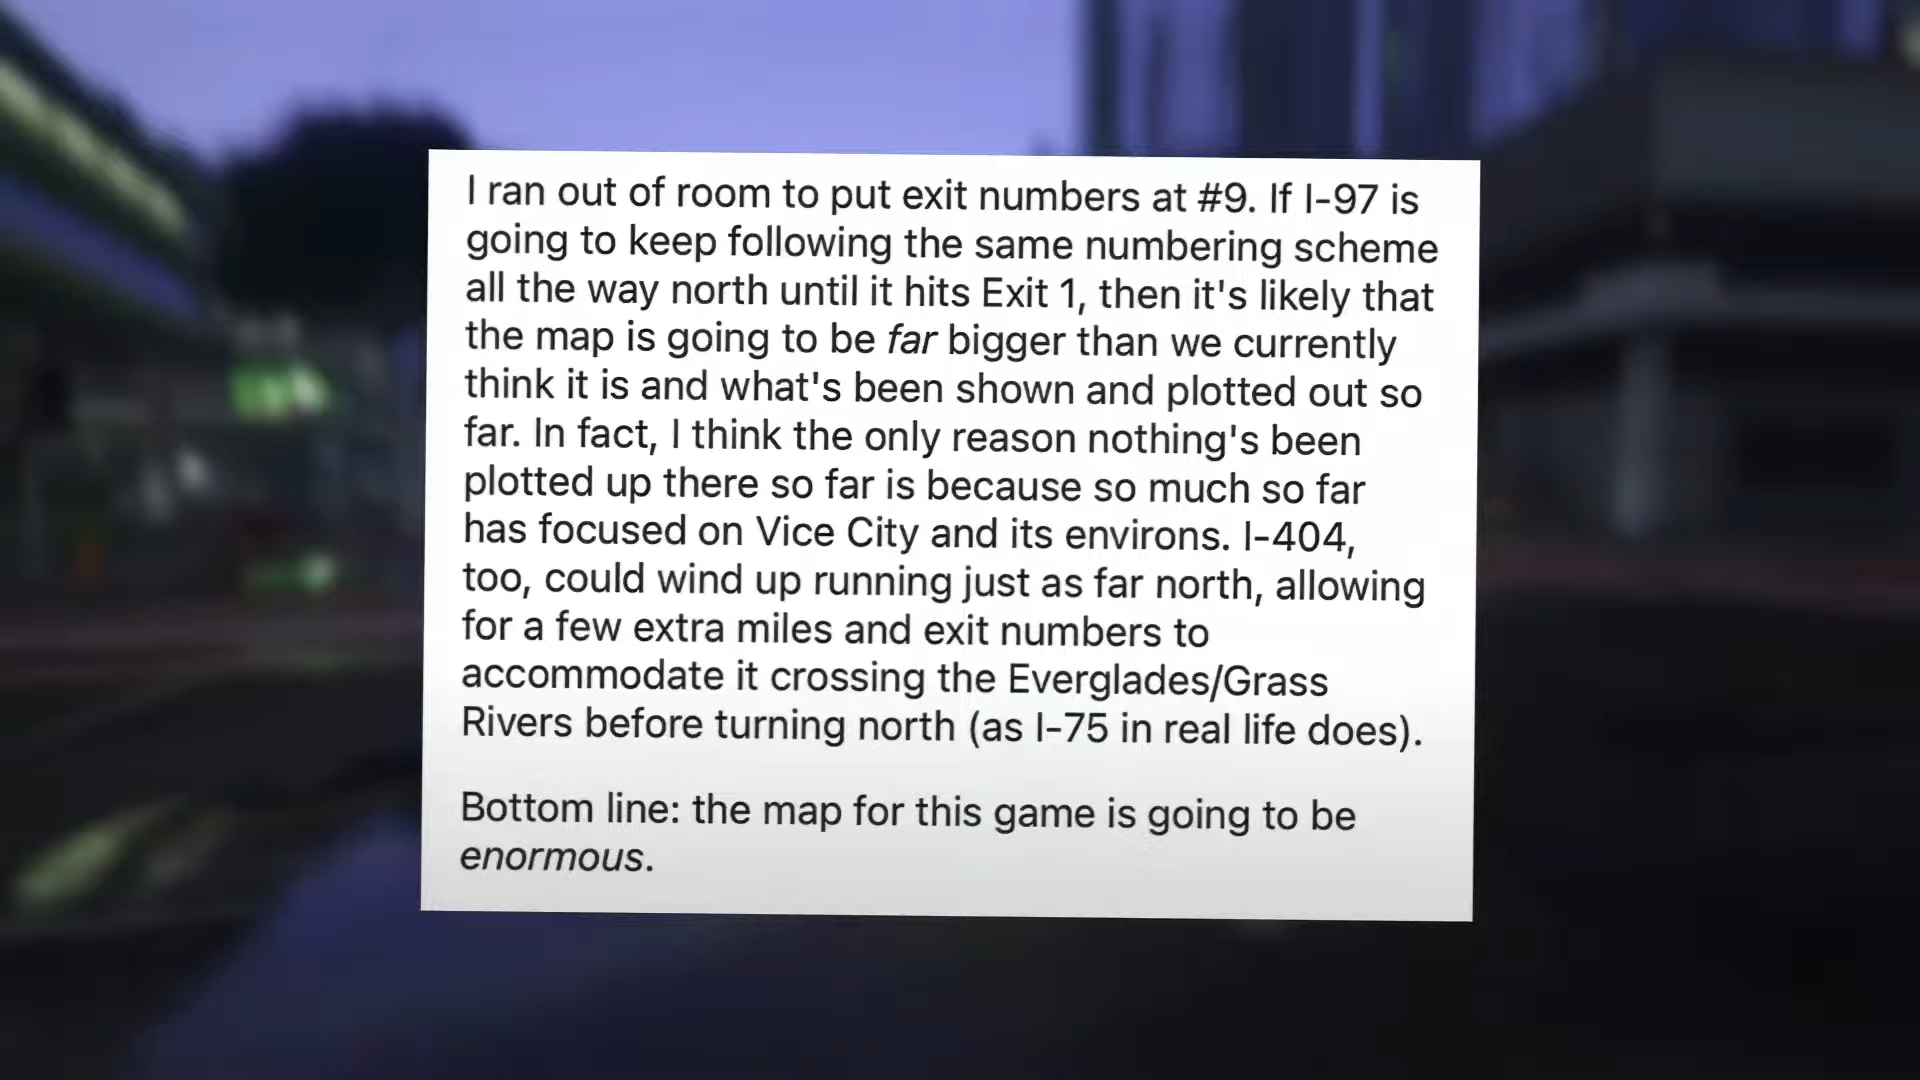 I ran out of room to put exit numbers at #9. If I-97 is
going to keep following the same numbering scheme
all the way north until it hits Exit 1, then it's likely that
the map is going to be far bigger than we currently
think it is and what's been shown and plotted out so
far. In fact, I think the only reason nothing's been
plotted up there so far is because so much so far
has focused on Vice City and its environs. I-404,
too, could wind up running just as far north, allowing
for a few extra miles and exit numbers to
accommodate it crossing the Everglades/Grass
Rivers before turning north (as I-75 in real life does).
Bottom line: the map for this game is going to be
enormous.